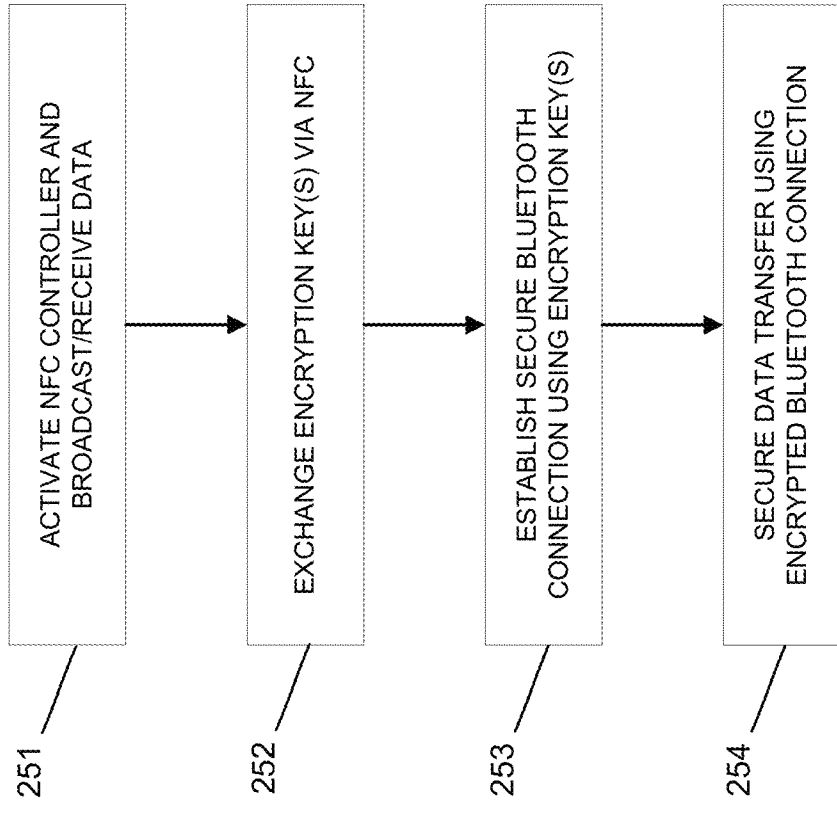 251
ACTIVATE NFC CONTROLLER AND
BROADCAST/RECEIVE DATA
252
EXCHANGE ENCRYPTION KEY(S) VIA NFC
253
ESTABLISH SECURE BLUETOOTH
CONNECTION USING ENCRYPTION KEY(S)
254
SECURE DATA TRANSFER USING
ENCRYPTED BLUETOOTH CONNECTION